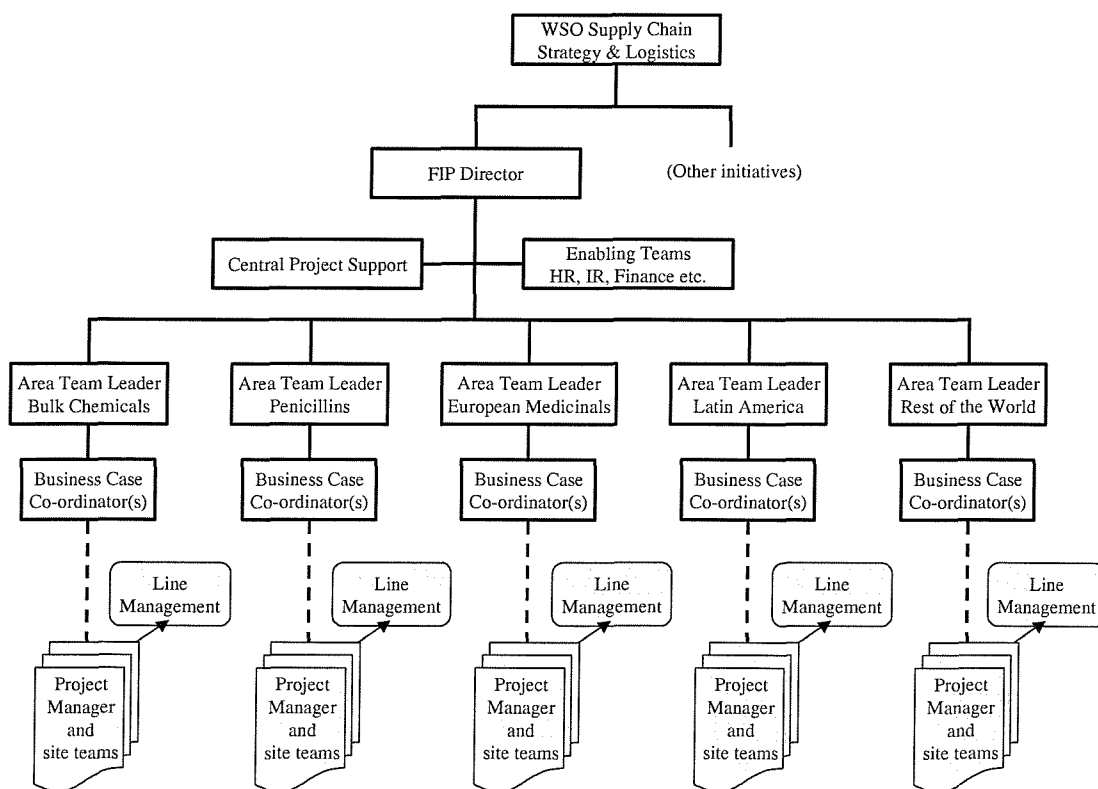 WSO Supply Chain
Strategy & Logistics
FIP Director
(Other initiatives)
Central Project Support
Enabling Teams
HR, IR, Finance etc.
Area Team Leader
Bulk Chemicals
Area Team Leader
Penicillins
Area Team Leader
European Medicinals
Area Team Leader
Latin America
Area Team Leader
Rest of the World
Business Case
Co-ordinator(s)
Business Case
Co-ordinator(s)
Business Case
Co-ordinator(s)
Business Case
Co-ordinator(s)
Business Case
Co-ordinator(s)
Line
Management
Line
Management
Line
Management
Line
Management
Line
Management
Project
Manager
and
site teams
Project
Manager
and
site teams
Project
Manager
and
site teams
Project
Manager
and
site teams
Project
Manager
and
site teams